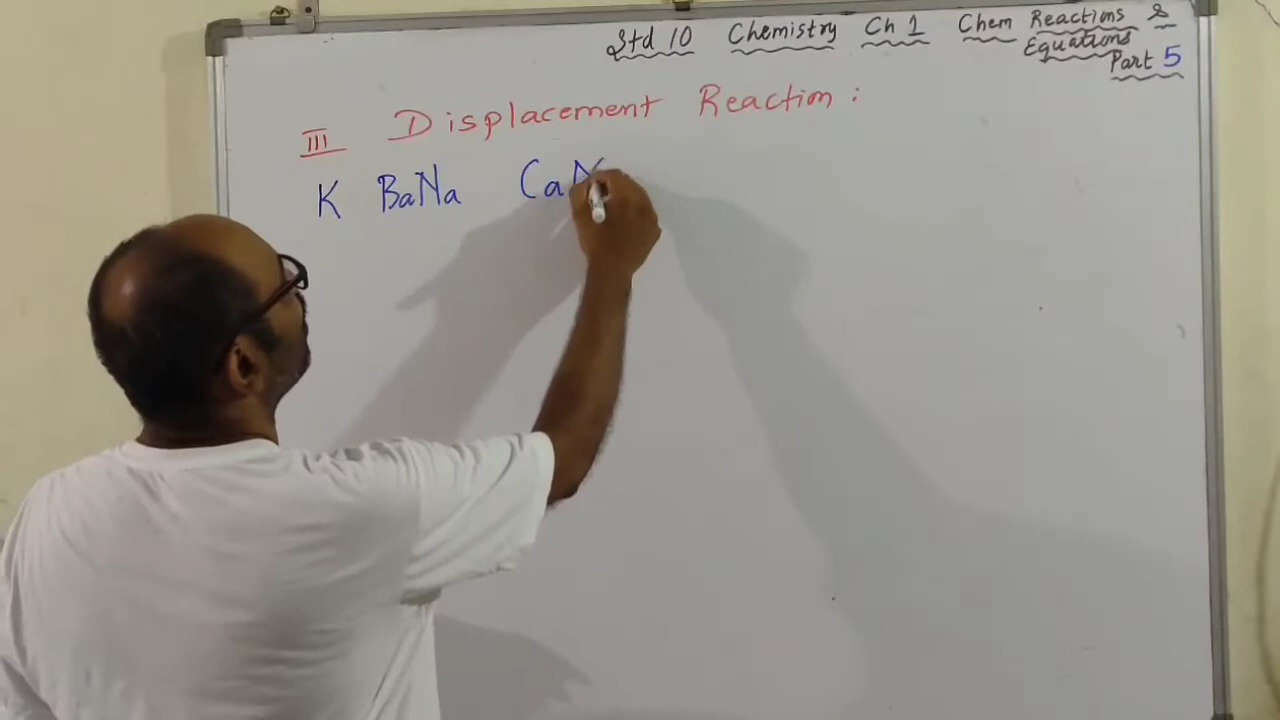 Std 10 Chemistry Ch 1 Chem Reactions &
Equations
Part 5
III Displacement Reaction :
K BaNa Ca